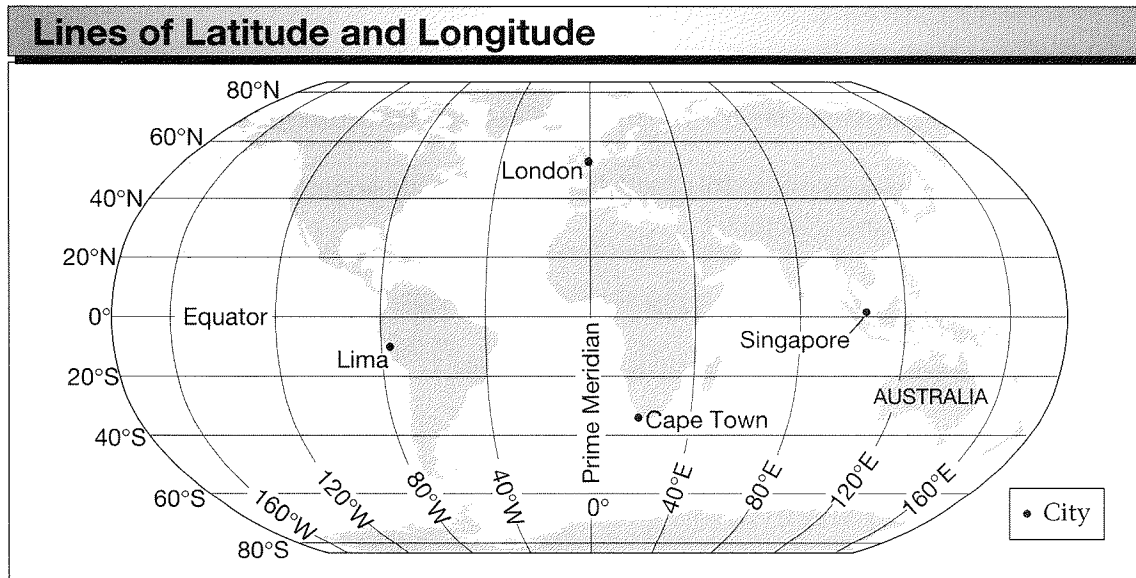 Lines of Latitude and Longitude
80°N
60°N
London
40°N
20°N
0°
Equator
Singapore
Lima
Prime Meridian
20°S
AUSTRALIA
Cape Town
40°S
60°S
160°W
120°W
80°W
40°W
0°
40°E
80°E
120°E
160°E
City
80°S